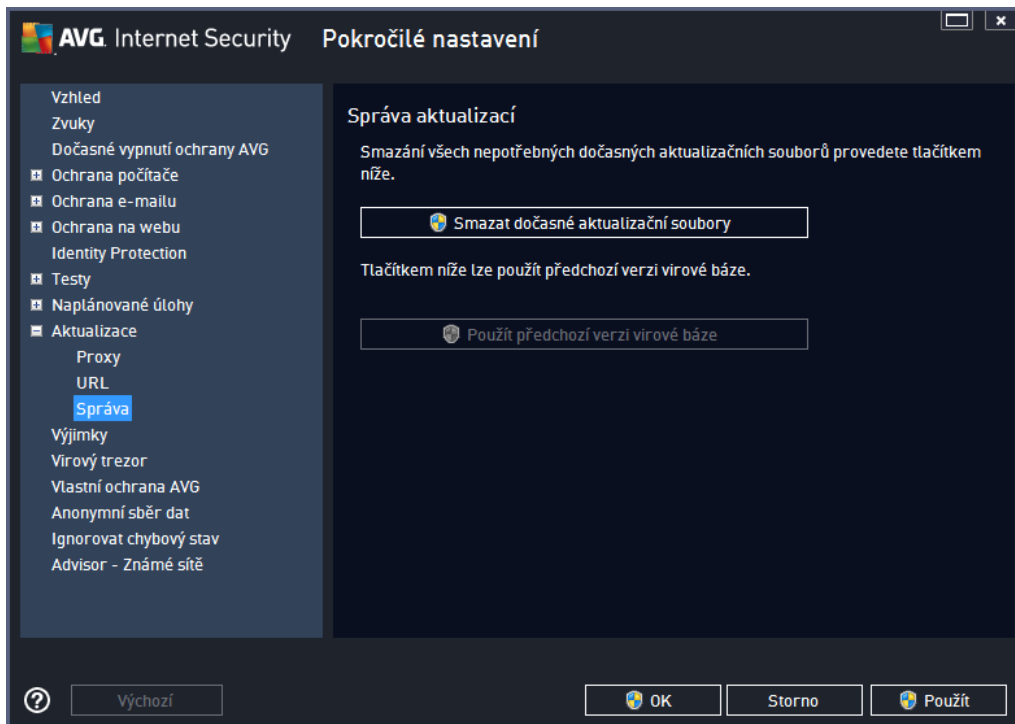 AVG. Internet Security Pokročilé nastavení
Vzhled
Zvuky
Dočasné vypnutí ochrany AVG
Ochrana počítače
Ochrana e-mailu
Ochrana na webu
Identity Protection
Testy
Naplánované úlohy
Aktualizace
Proxy
URL
Správa
Výjimky
Virový trezor
Vlastní ochrana AVG
Anonymní sběr dat
Ignorovat chybový stav
Advisor - Známé sítě
Správa aktualizací
Smazání všech nepotřebných dočasných aktualizačních souborů provedete tlačítkem
níže.
Smazat dočasné aktualizační soubory
Tlačítkem níže lze použít předchozí verzi virové báze.
Použít předchozí verzi virové báze
Výchozí
OK
Storno
Použít